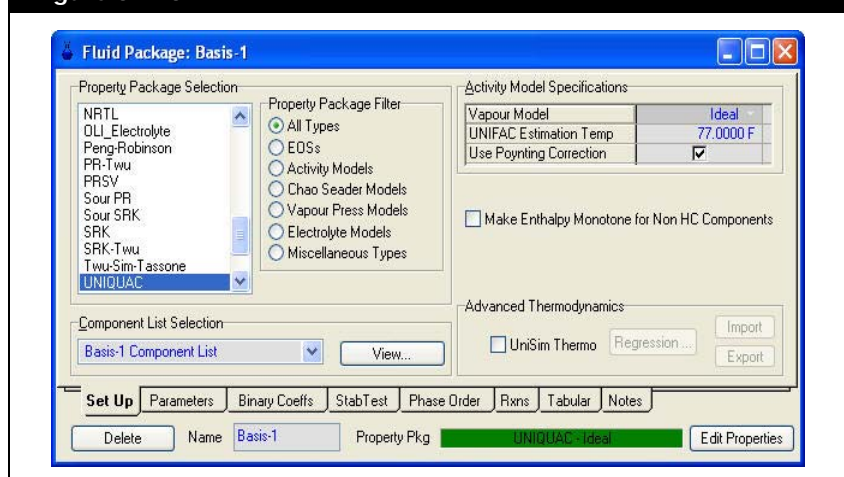 Fluid Package: Basis-1
Property Package Selection
NRTL
OLI_Electrolyte
Peng-Robinson
PR-Twu
PRSV
Sour PR
Sour SRK
SRK
SRK-Twu
Twu-Sim-Tassone
UNIQUAC
Property Package Filter
All Types
EOSs
Activity Models
Chao Seader Models
Vapour Press Models
Electrolyte Models
Miscellaneous Types
Component List Selection
Basis-1 Component List
View...
Activity Model Specifications
Vapour Model Ideal
UNIFAC Estimation Temp 77.0000 F
Use Poynting Correction
Make Enthalpy Monotone for Non HC Components
Advanced Thermodynamics
UniSim Thermo Regression ... Import
Export
Set Up Parameters Binary Coeffs StabTest Phase Order Rxns Tabular Notes
Delete Name Basis-1 Property Pkg UNIQUAC - Ideal Edit Properties